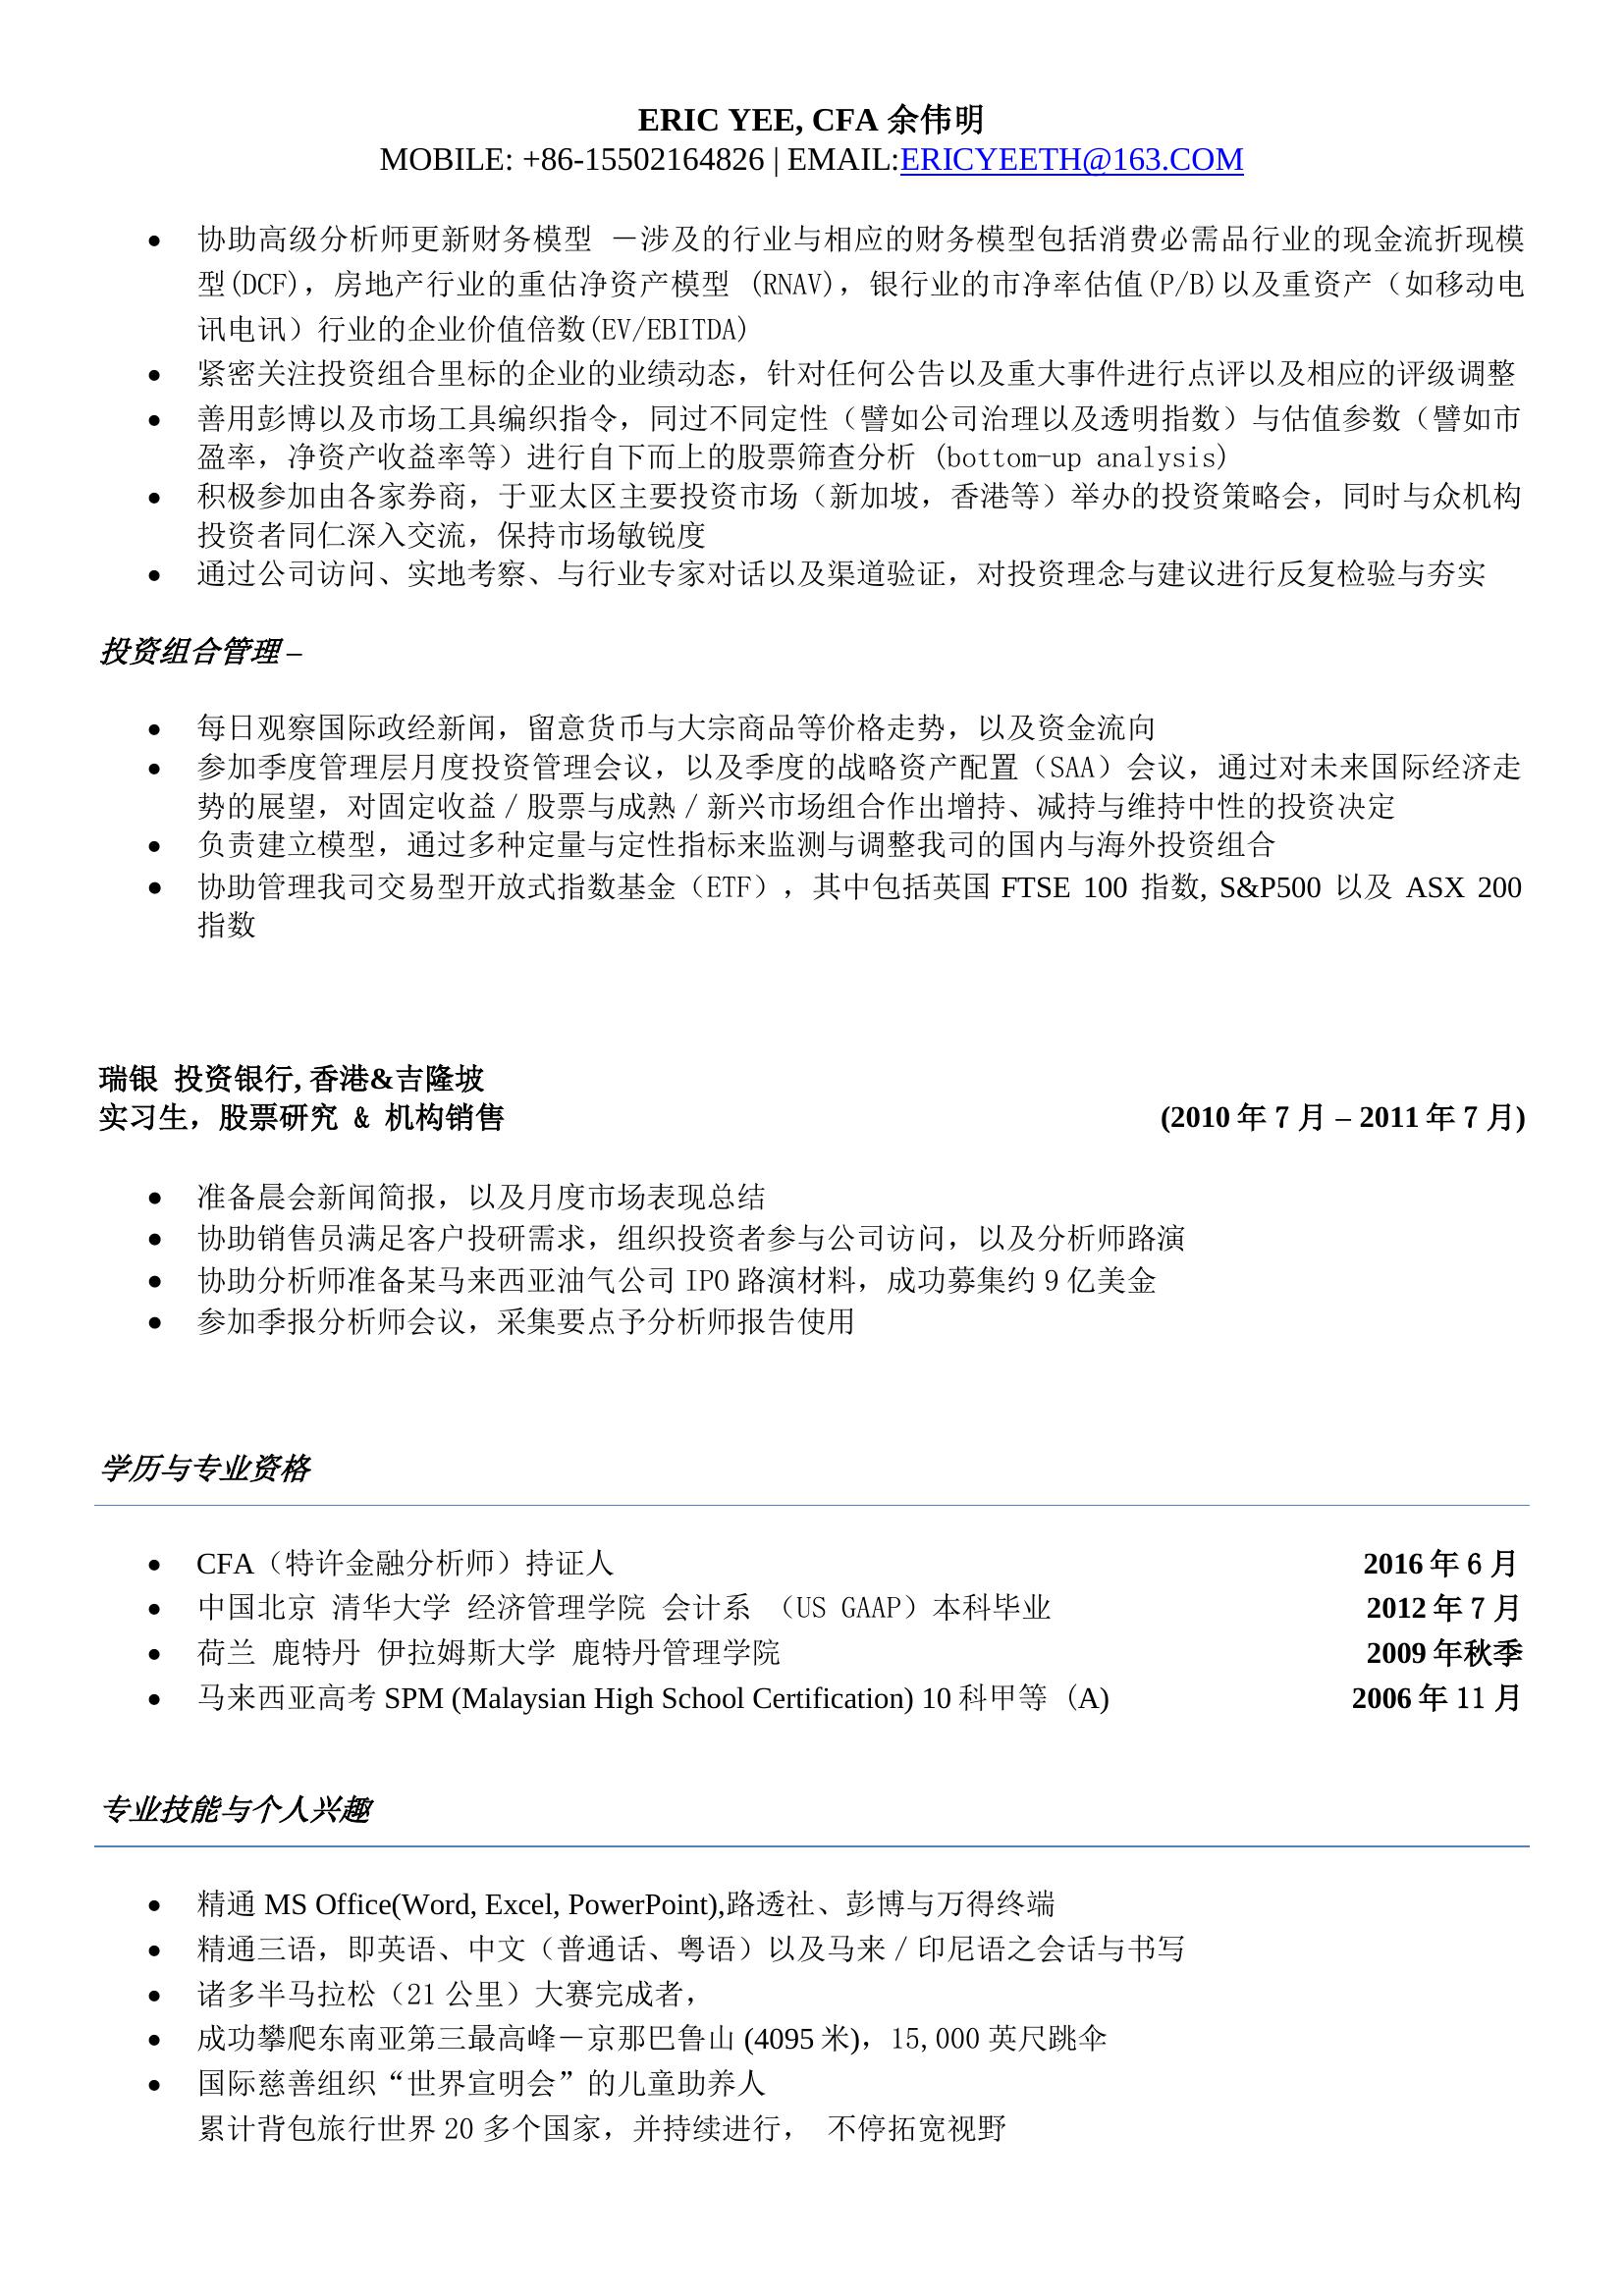 ERIC YEE, CFA 余伟明
MOBILE: +86-15502164826 | EMAIL:ERICYEETH@163.COM
• 协助高级分析师更新财务模型 －涉及的行业与相应的财务模型包括消费必需品行业的现金流折现模
型(DCF)，房地产行业的重估净资产模型 (RNAV)，银行业的市净率估值(P/B)以及重资产（如移动电
讯电讯）行业的企业价值倍数(EV/EBITDA)
• 紧密关注投资组合里标的企业的业绩动态，针对任何公告以及重大事件进行点评以及相应的评级调整
• 善用彭博以及市场工具编织指令，同过不同定性（譬如公司治理以及透明指数）与估值参数（譬如市
盈率，净资产收益率等）进行自下而上的股票筛查分析 (bottom-up analysis)
• 积极参加由各家券商，于亚太区主要投资市场（新加坡，香港等）举办的投资策略会，同时与众机构
投资者同仁深入交流，保持市场敏锐度
• 通过公司访问、实地考察、与行业专家对话以及渠道验证，对投资理念与建议进行反复检验与夯实
投资组合管理 –
• 每日观察国际政经新闻，留意货币与大宗商品等价格走势，以及资金流向
• 参加季度管理层月度投资管理会议，以及季度的战略资产配置（SAA）会议，通过对未来国际经济走
势的展望，对固定收益／股票与成熟／新兴市场组合作出增持、减持与维持中性的投资决定
• 负责建立模型，通过多种定量与定性指标来监测与调整我司的国内与海外投资组合
• 协助管理我司交易型开放式指数基金（ETF），其中包括英国 FTSE 100 指数, S&P500 以及 ASX 200
指数
瑞银 投资银行, 香港&吉隆坡
实习生，股票研究 & 机构销售 (2010 年 7 月 – 2011 年 7 月)
• 准备晨会新闻简报，以及月度市场表现总结
• 协助销售员满足客户投研需求，组织投资者参与公司访问，以及分析师路演
• 协助分析师准备某马来西亚油气公司 IPO 路演材料，成功募集约 9 亿美金
• 参加季报分析师会议，采集要点予分析师报告使用
学历与专业资格
• CFA（特许金融分析师）持证人 2016 年 6 月
• 中国北京 清华大学 经济管理学院 会计系 （US GAAP）本科毕业 2012 年 7 月
• 荷兰 鹿特丹 伊拉姆斯大学 鹿特丹管理学院 2009 年秋季
• 马来西亚高考 SPM (Malaysian High School Certification) 10 科甲等 (A) 2006 年 11 月
专业技能与个人兴趣
• 精通 MS Office(Word, Excel, PowerPoint),路透社、彭博与万得终端
• 精通三语，即英语、中文（普通话、粤语）以及马来／印尼语之会话与书写
• 诸多半马拉松（21 公里）大赛完成者，
• 成功攀爬东南亚第三最高峰－京那巴鲁山 (4095 米)，15,000 英尺跳伞
• 国际慈善组织“世界宣明会”的儿童助养人
累计背包旅行世界 20 多个国家，并持续进行， 不停拓宽视野